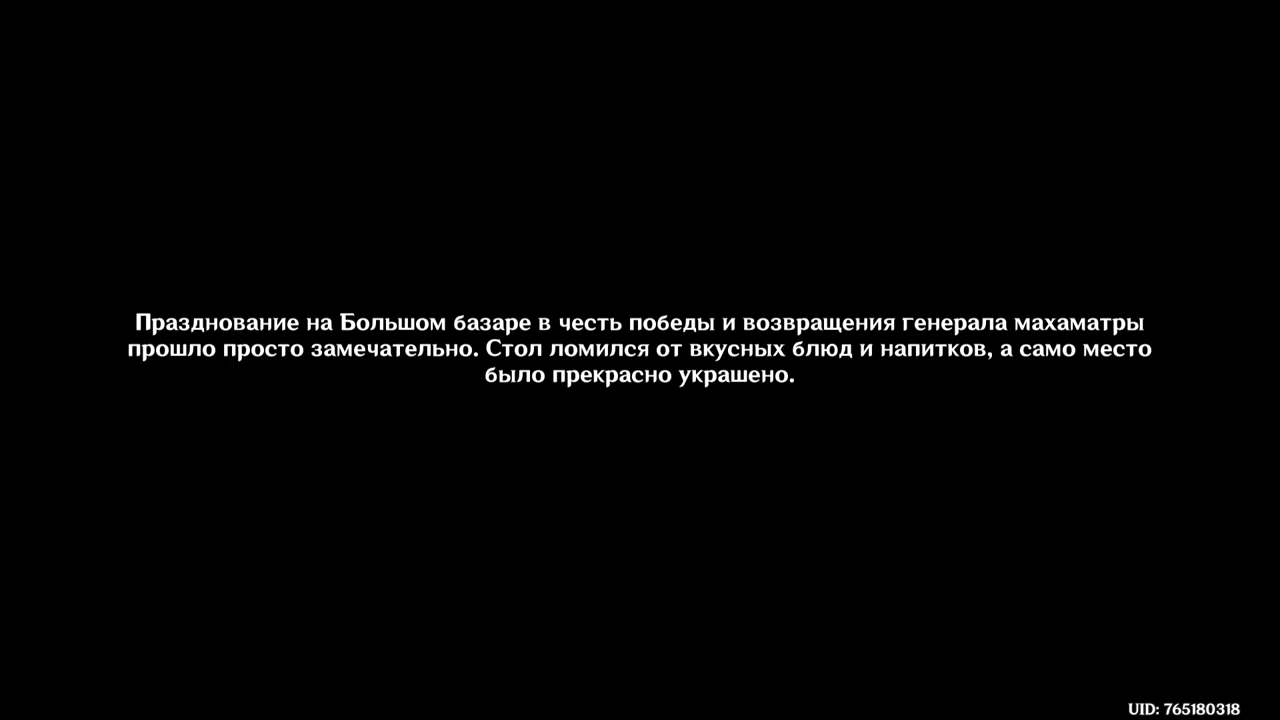 Празднование на Большом базаре в честь победы и возвращения генерала махаматры
прошло просто замечательно. Стол ломился от вкусных блюд и напитков, а само место
было прекрасно украшено.
UID: 765180318